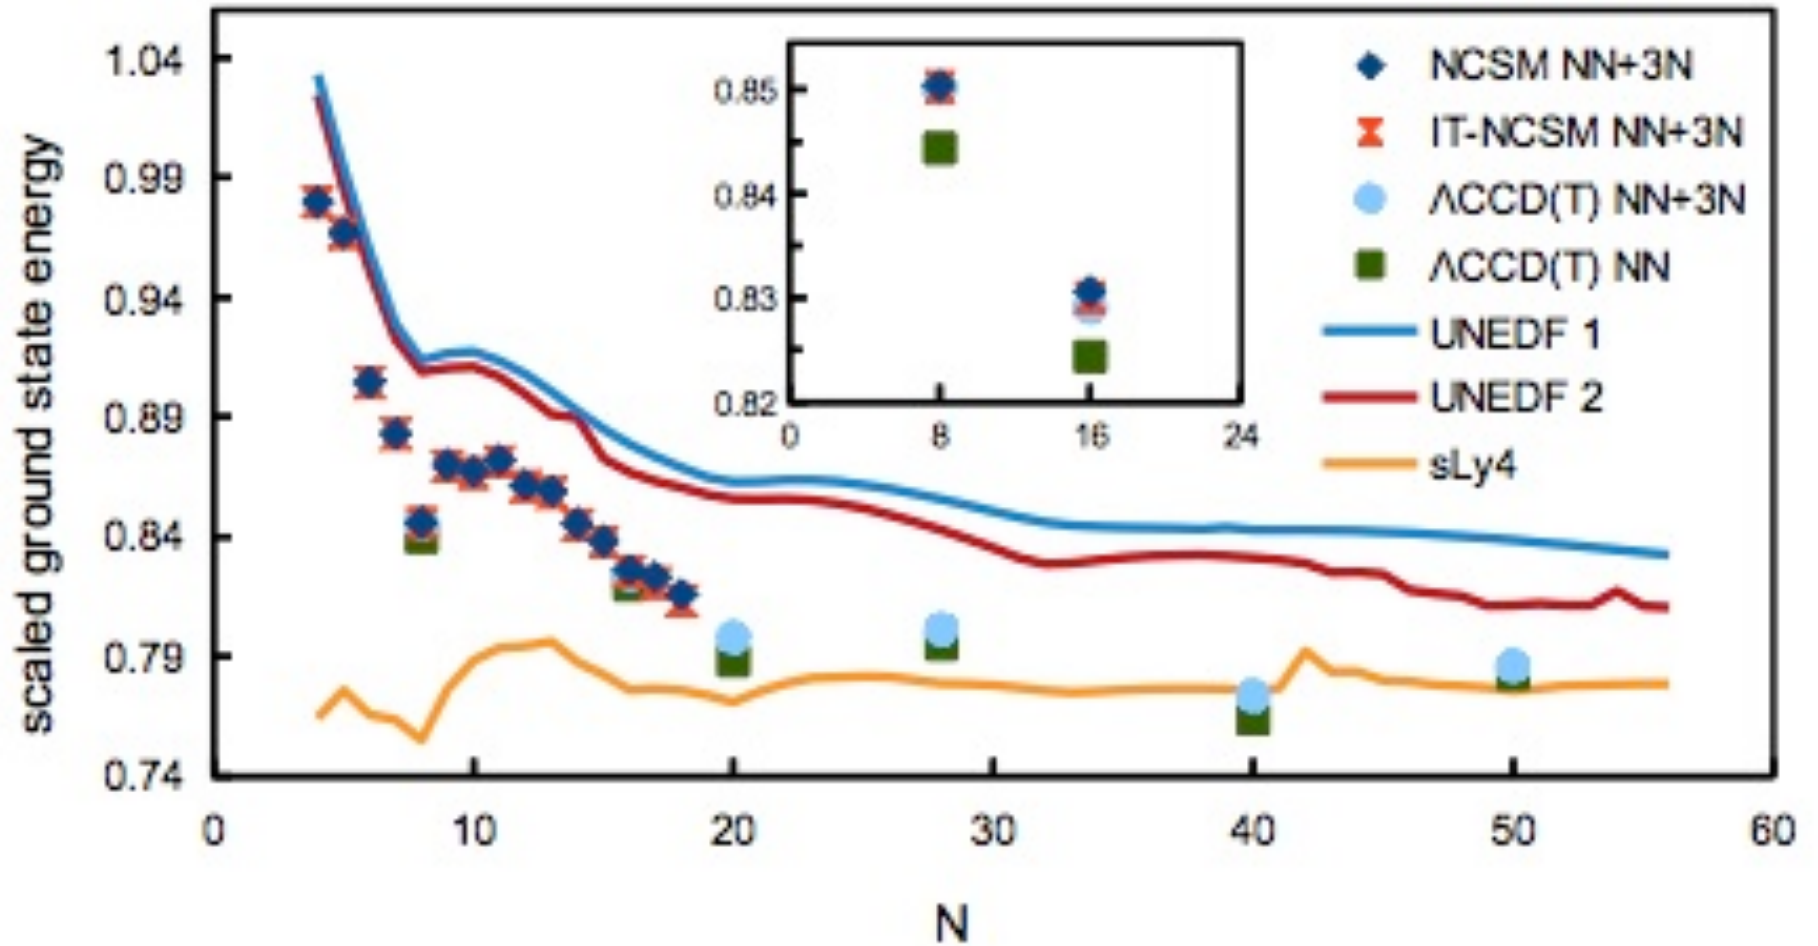 scaled ground state energy
1.04
0.99
0.94
0.89
0.84
0.79
0.74
0
10
20
30
40
50
60
N
0.85
0.84
0.83
0.82
0
8
16
24
NCSM NN+3N
IT-NCSM NN+3N
ΛCCD(T) NN+3N
ΛCCD(T) NN
UNEDF 1
UNEDF 2
sLy4